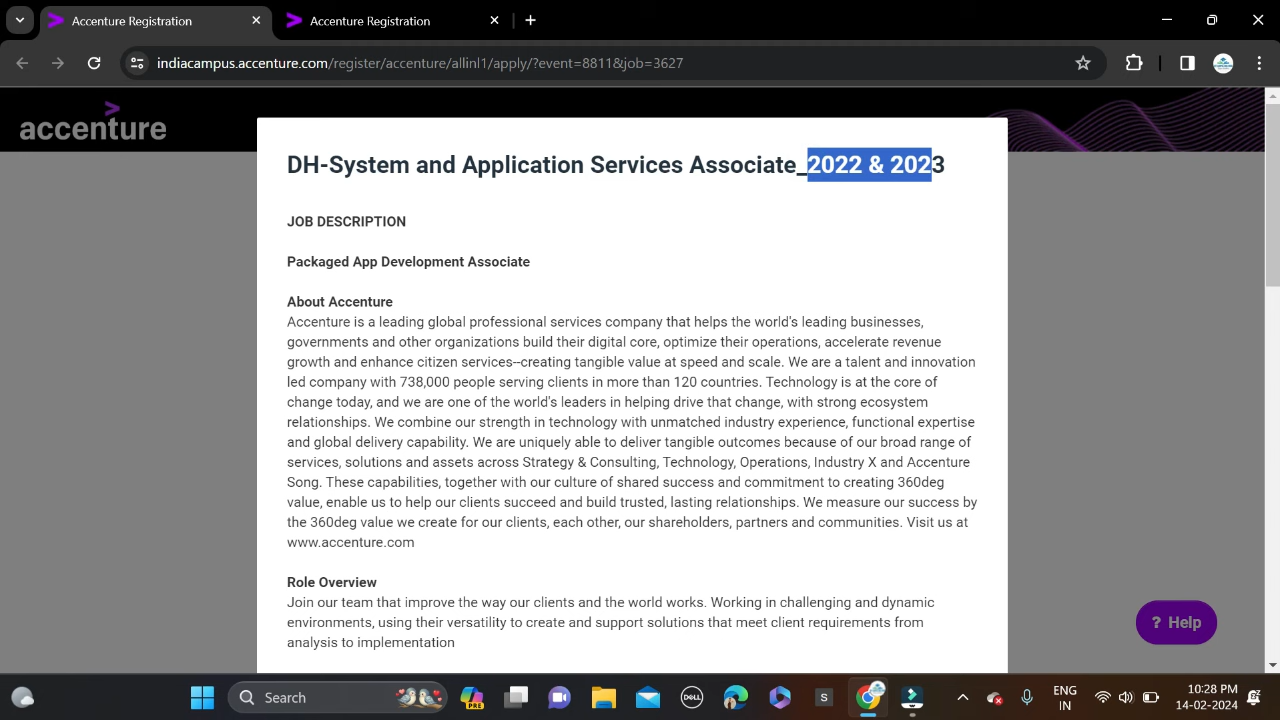 Accenture Registration
Accenture Registration
indiacampus.accenture.com/register/accenture/allinl1/apply/?event=8811&job=3627
accenture
DH-System and Application Services Associate_2022 & 2023
JOB DESCRIPTION
Packaged App Development Associate
About Accenture
Accenture is a leading global professional services company that helps the world's leading businesses,
governments and other organizations build their digital core, optimize their operations, accelerate revenue
growth and enhance citizen services--creating tangible value at speed and scale. We are a talent and innovation
led company with 738,000 people serving clients in more than 120 countries. Technology is at the core of
change today, and we are one of the world's leaders in helping drive that change, with strong ecosystem
relationships. We combine our strength in technology with unmatched industry experience, functional expertise
and global delivery capability. We are uniquely able to deliver tangible outcomes because of our broad range of
services, solutions and assets across Strategy & Consulting, Technology, Operations, Industry X and Accenture
Song. These capabilities, together with our culture of shared success and commitment to creating 360deg
value, enable us to help our clients succeed and build trusted, lasting relationships. We measure our success by
the 360deg value we create for our clients, each other, our shareholders, partners and communities. Visit us at
www.accenture.com
Role Overview
Join our team that improve the way our clients and the world works. Working in challenging and dynamic
environments, using their versatility to create and support solutions that meet client requirements from
analysis to implementation
? Help
Search
PRE
DELL
S
ENG
IN
10:28 PM
14-02-2024